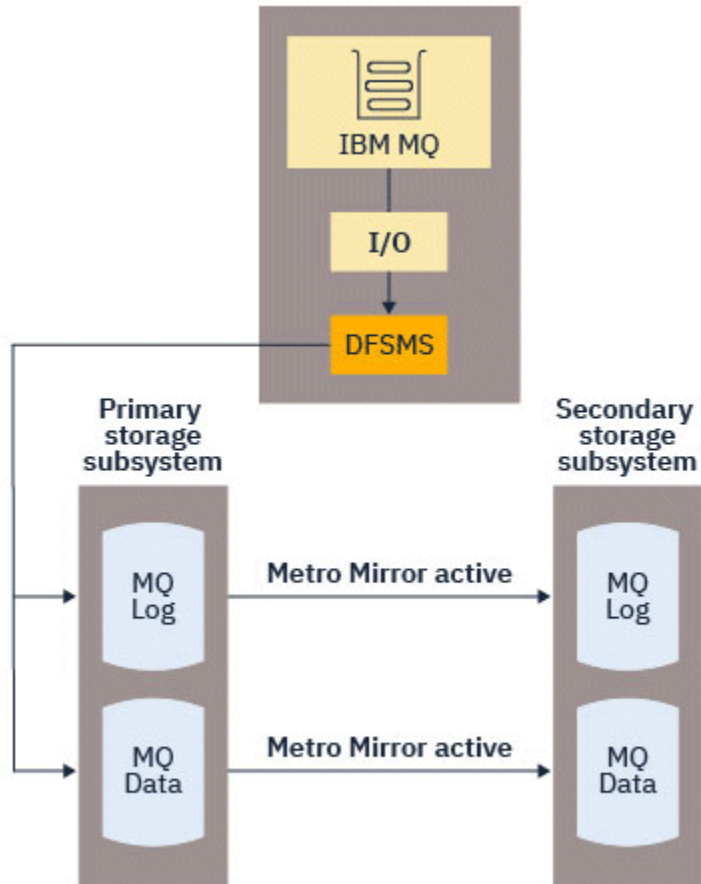 IBM MQ
I/O
DFSMS
Primary
storage
subsystem
Secondary
storage
subsystem
MQ
Log
Metro Mirror active
MQ
Log
MQ
Data
Metro Mirror active
MQ
Data